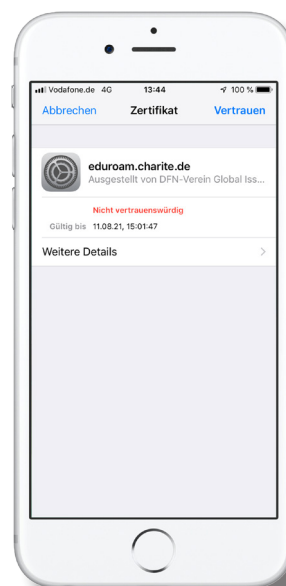 Vodafone.de 4G 13:44 100 %
Abbrechen Zertifikat Vertrauen
eduroam.charite.de
Ausgestellt von DFN-Verein Global Iss...
Nicht vertrauenswürdig
Gültig bis 11.08.21, 15:01:47
Weitere Details